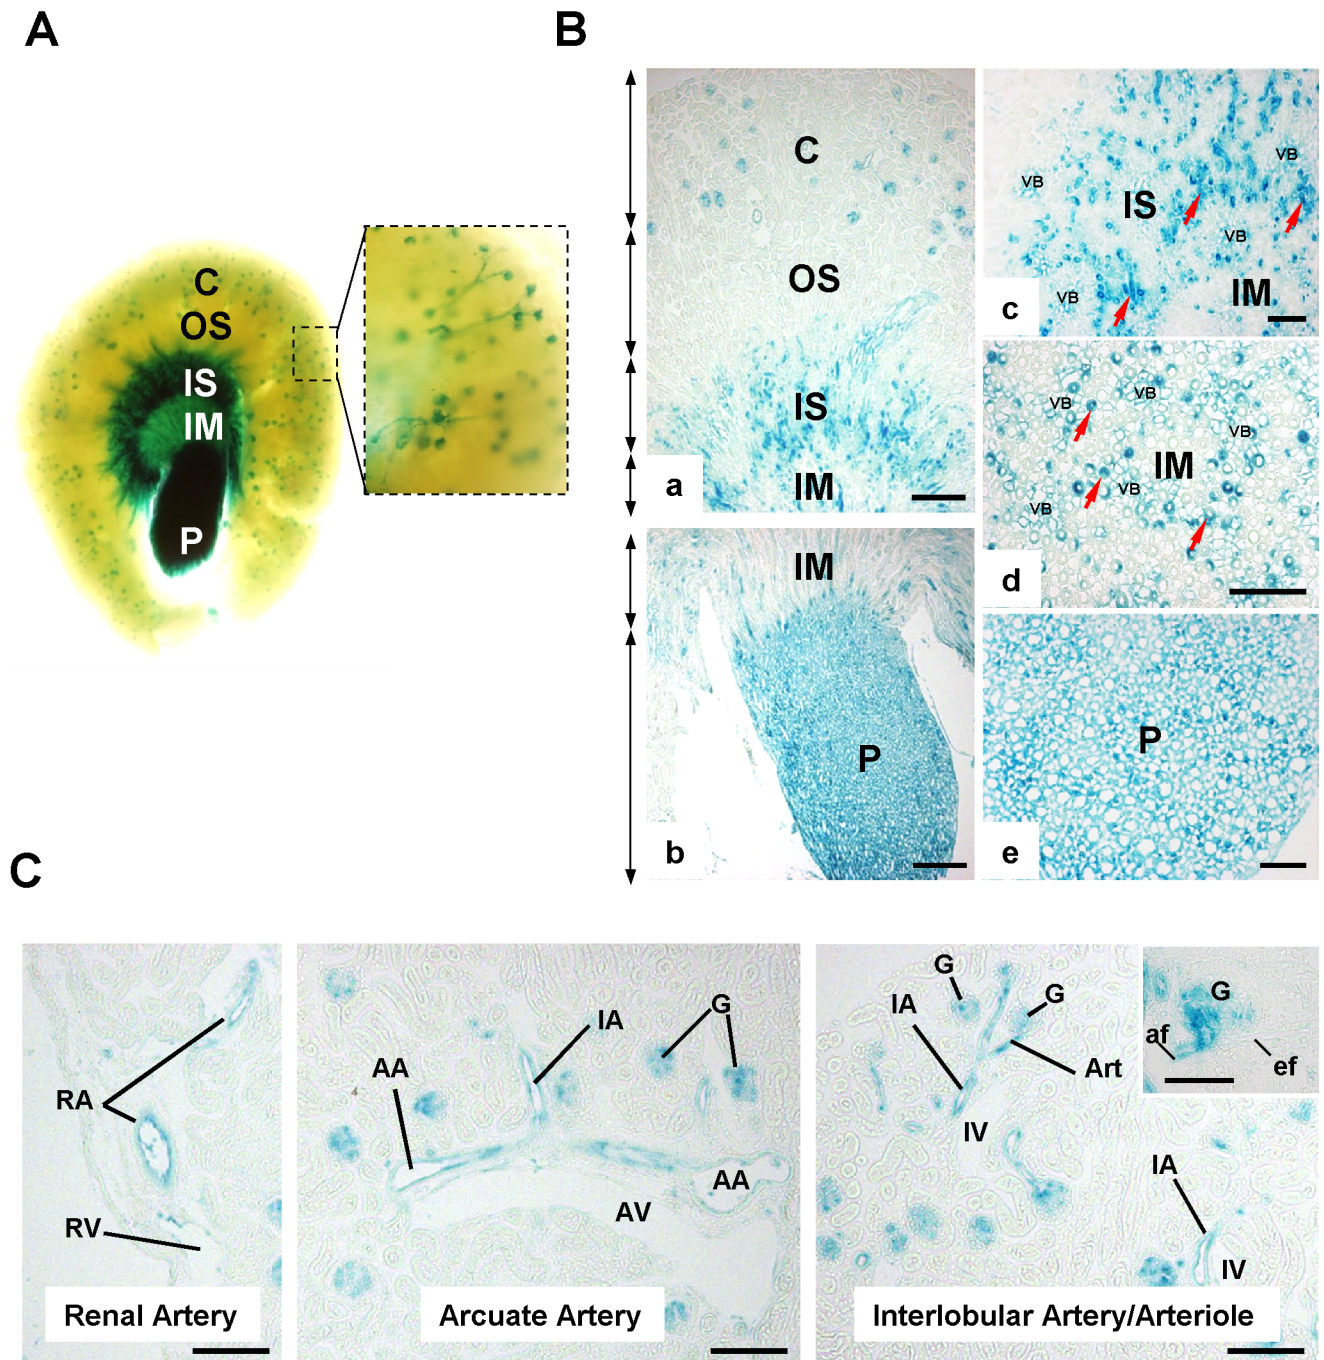 A
C
OS
IS
IM
P
B
C
OS
IS
IM
a
IM
P
b
VB
VB
IS
VB
VB
IM
c
VB
VB
VB
IM
VB
VB
d
P
e
C
RA
RV
Renal Artery
IA
G
AA
AA
AV
Arcuate Artery
G
G
IA
Art
IV
IA
IV
G
af
ef
Interlobular Artery/Arteriole